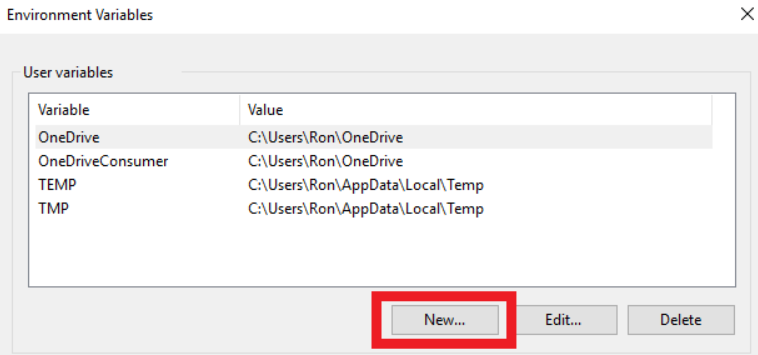 Environment Variables
User variables
Variable Value
OneDrive C:\Users\Ron\OneDrive
OneDriveConsumer C:\Users\Ron\OneDrive
TEMP C:\Users\Ron\AppData\Local\Temp
TMP C:\Users\Ron\AppData\Local\Temp
New... Edit... Delete